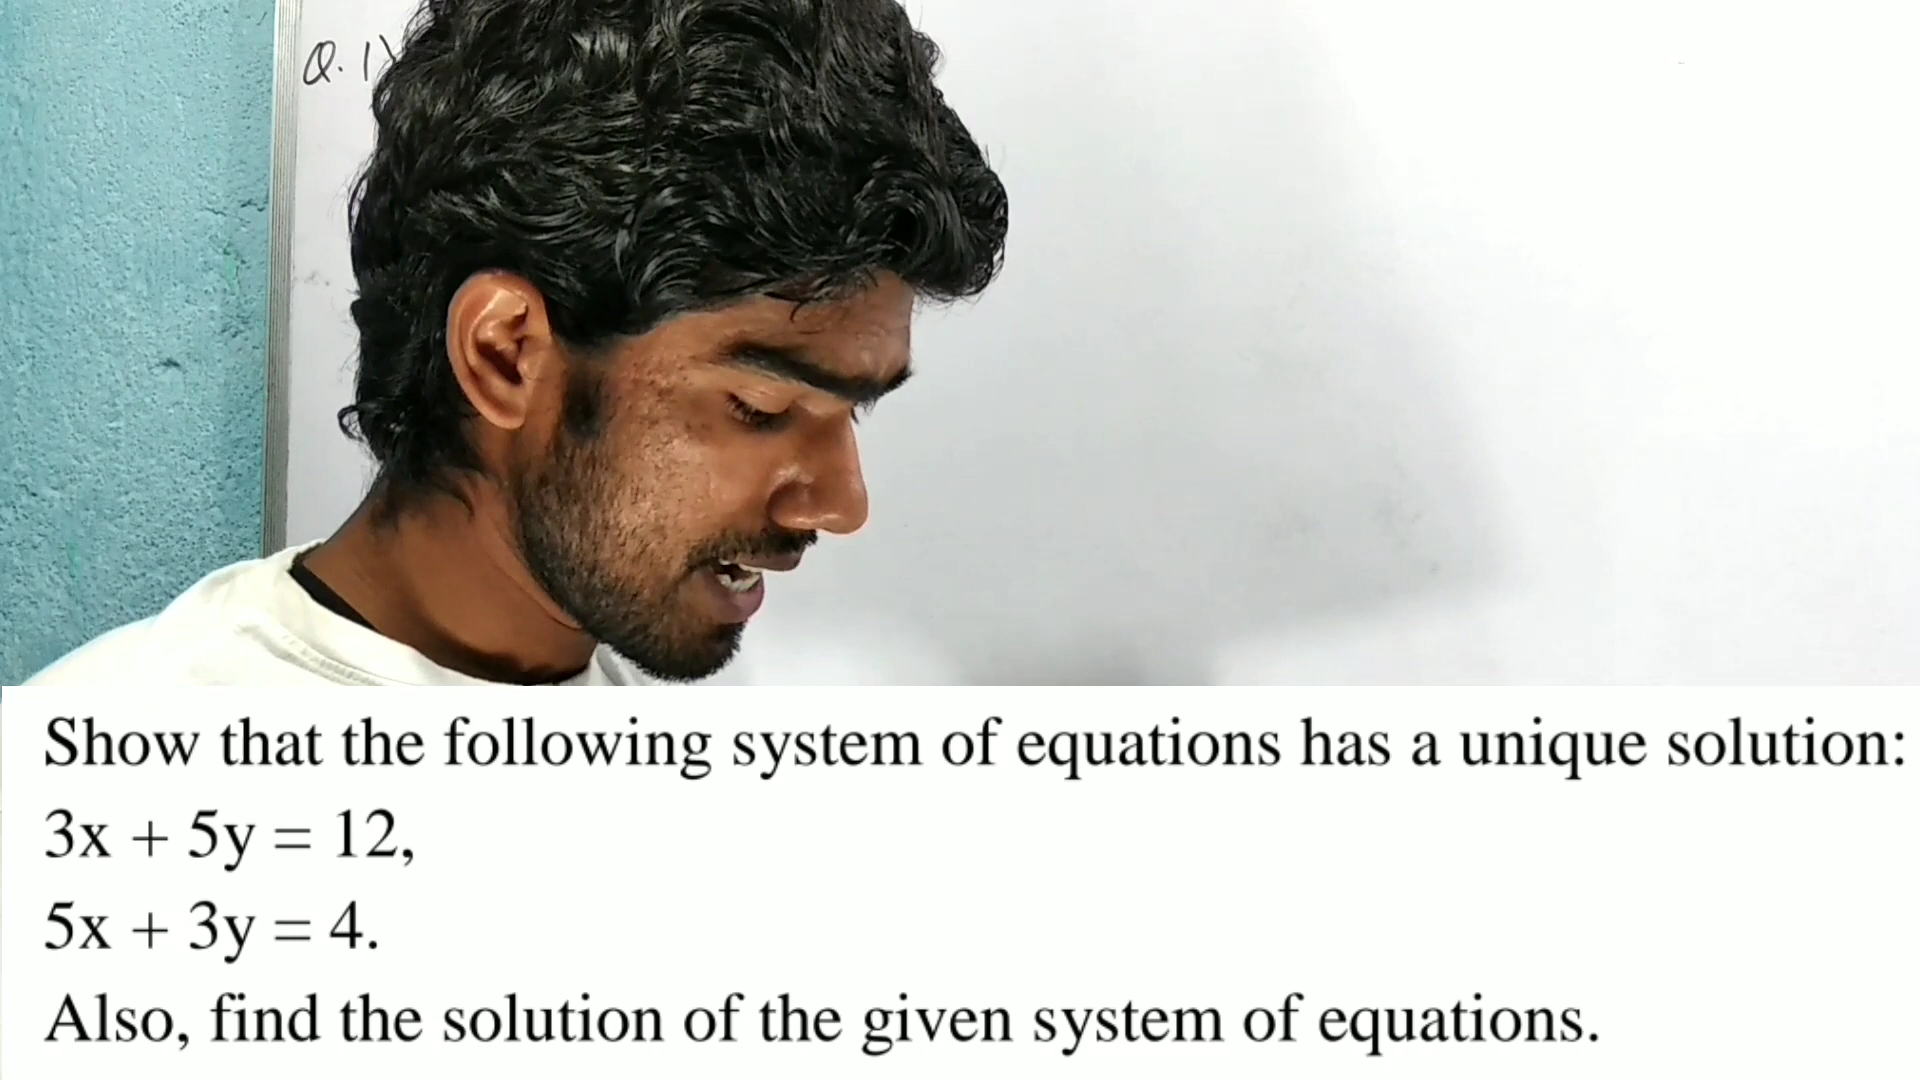 Q. 1)
Show that the following system of equations has a unique solution:
3x + 5y = 12,
5x + 3y = 4.
Also, find the solution of the given system of equations.